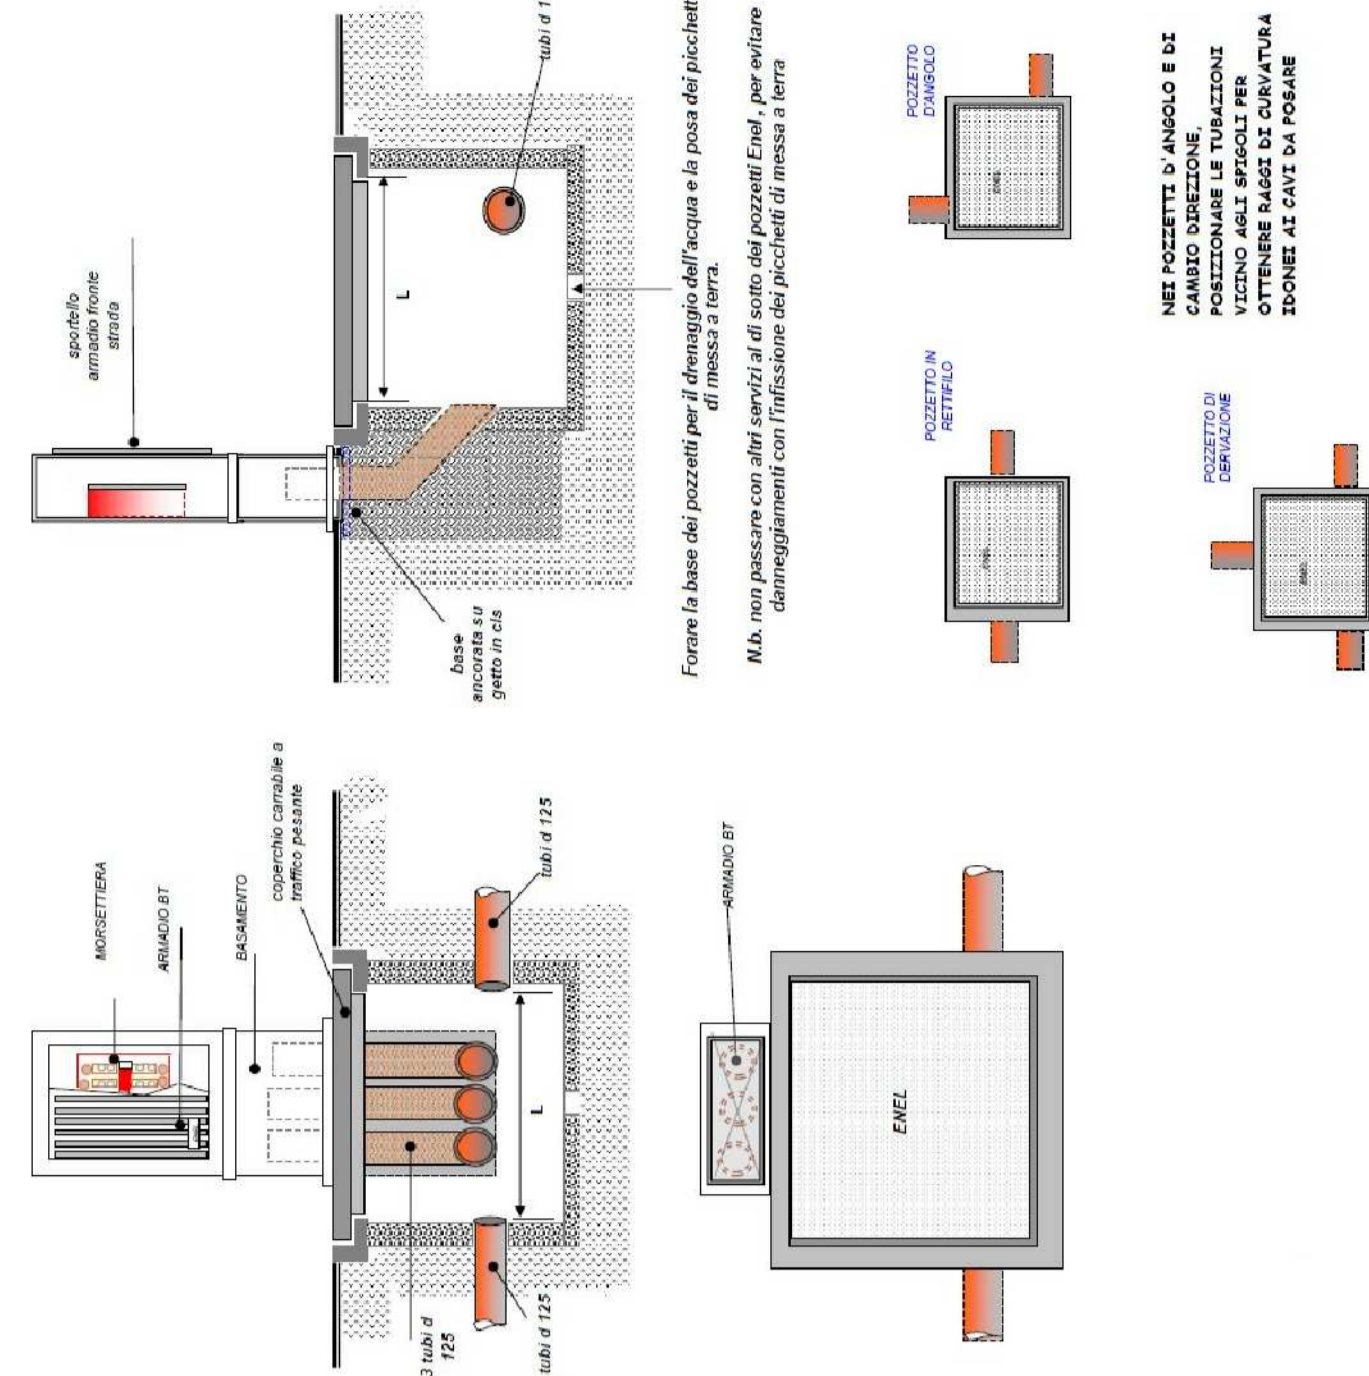 MORSETTIERA
ARMADIO BT
BASAMENTO
coperchio carrabile a
traffico pesante
3 tubi d
125
tubi d 125
tubi d 125
L
sportello
armadio fronte
strada
base
ancorata su
getto in cls
tubi d 1
L
Forare la base dei pozzetti per il drenaggio dell'acqua e la posa dei picchett
di messa a terra.
N.b. non passare con altri servizi al di sotto dei pozzetti Enel, per evitare
danneggiamenti con l'infissione dei picchetti di messa a terra
ARMADIO BT
ENEL
POZZETTO IN
RETTIFILO
ENEL
POZZETTO
D'ANGOLO
ENEL
POZZETTO DI
DERVAZIONE
ENEL
NEI POZZETTI D'ANGOLO E DI
CAMBIO DIREZIONE,
POSIZIONARE LE TUBAZIONI
VICINO AGLI SPIGOLI PER
OTTENERE RAGGI DI CURVATURA
IDONEI AI CAVI DA POSARE